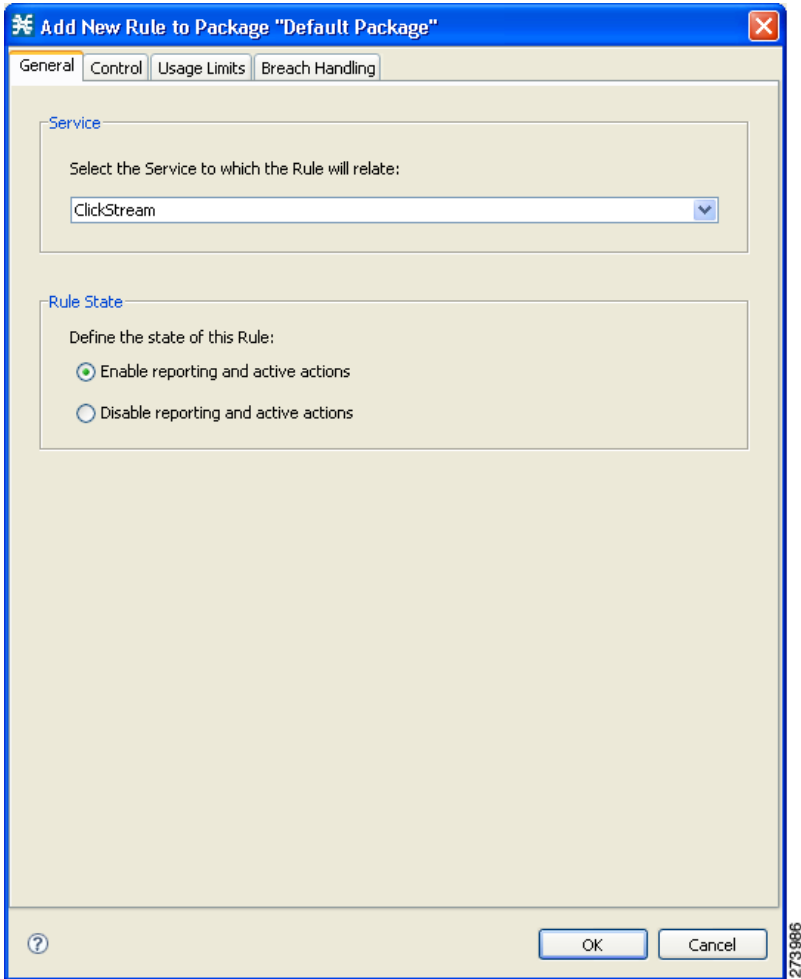 Add New Rule to Package "Default Package"
General Control Usage Limits Breach Handling
Service
Select the Service to which the Rule will relate:
ClickStream
Rule State
Define the state of this Rule:
Enable reporting and active actions
Disable reporting and active actions
?
OK Cancel
273986